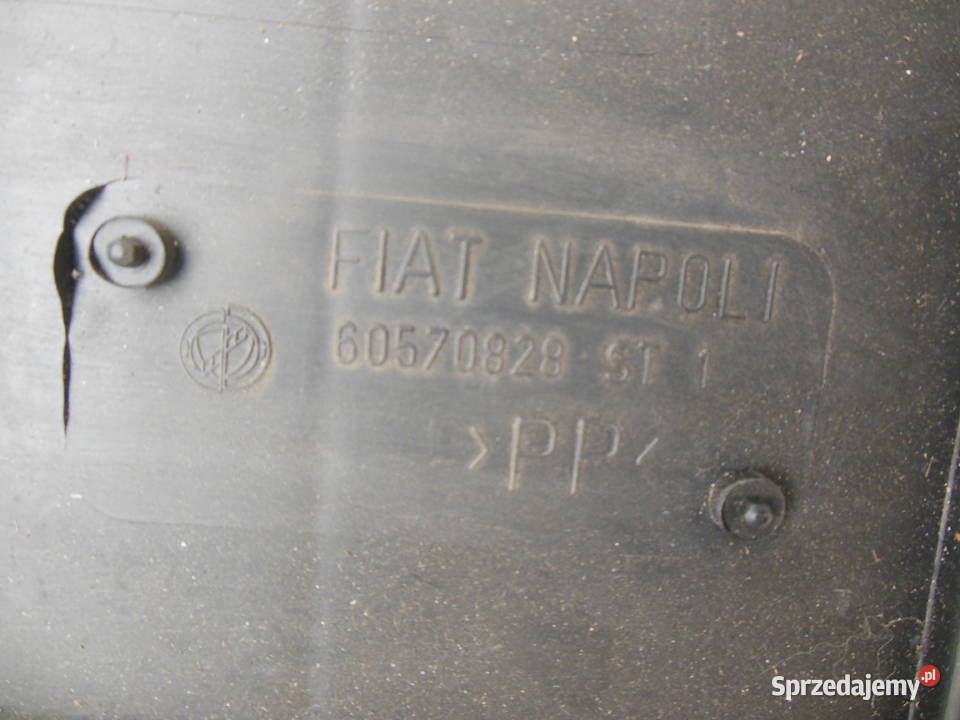 FIAT NAPOLI
60570828 ST 1
>PP<
Sprzedajemy.pl